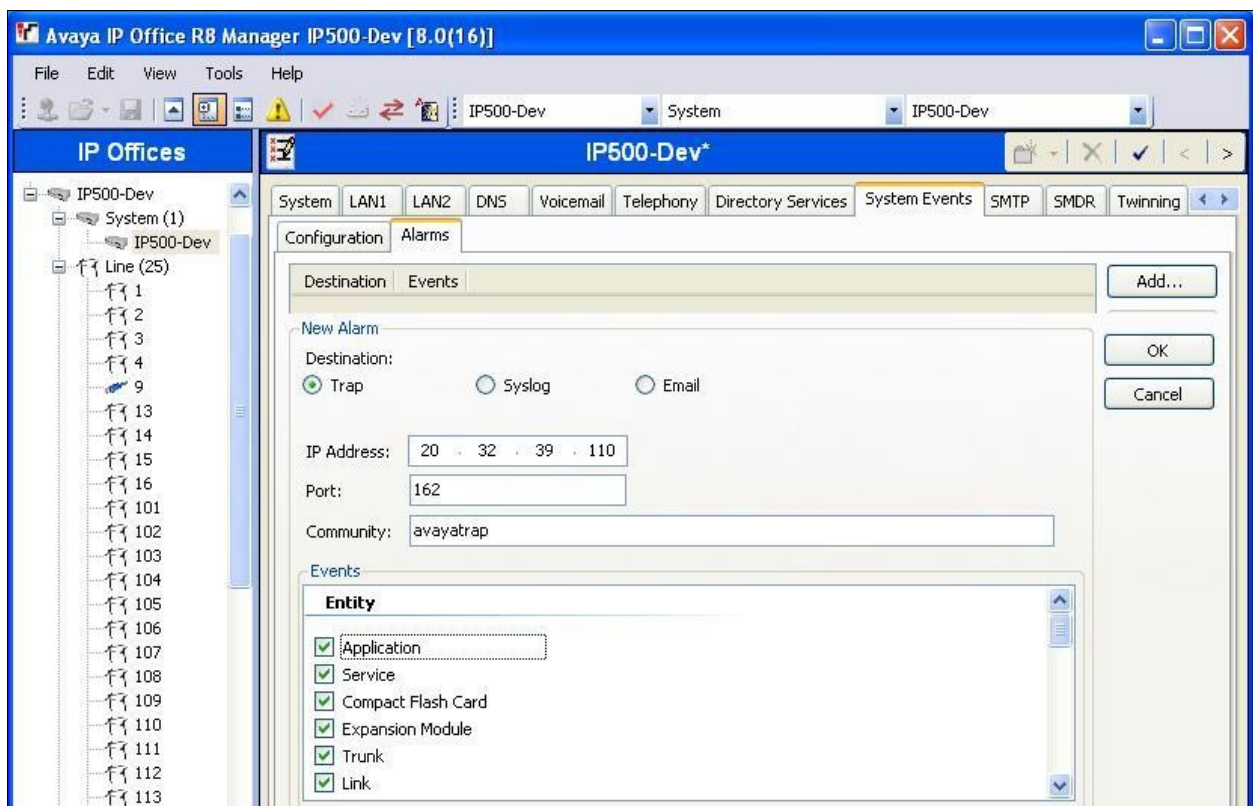 Avaya IP Office R8 Manager IP500-Dev [8.0(16)]
File Edit View Tools Help
IP500-Dev System IP500-Dev
IP Offices
IP500-Dev
System (1)
IP500-Dev
Line (25)
1
2
3
4
9
13
14
15
16
101
102
103
104
105
106
107
108
109
110
111
112
113
IP500-Dev*
System LAN1 LAN2 DNS Voicemail Telephony Directory Services System Events SMTP SMDR Twinning
Configuration Alarms
Destination Events
Add...
New Alarm
Destination:
Trap Syslog Email
OK
Cancel
IP Address: 20 . 32 . 39 . 110
Port: 162
Community: avayatrap
Events
Entity
Application
Service
Compact Flash Card
Expansion Module
Trunk
Link